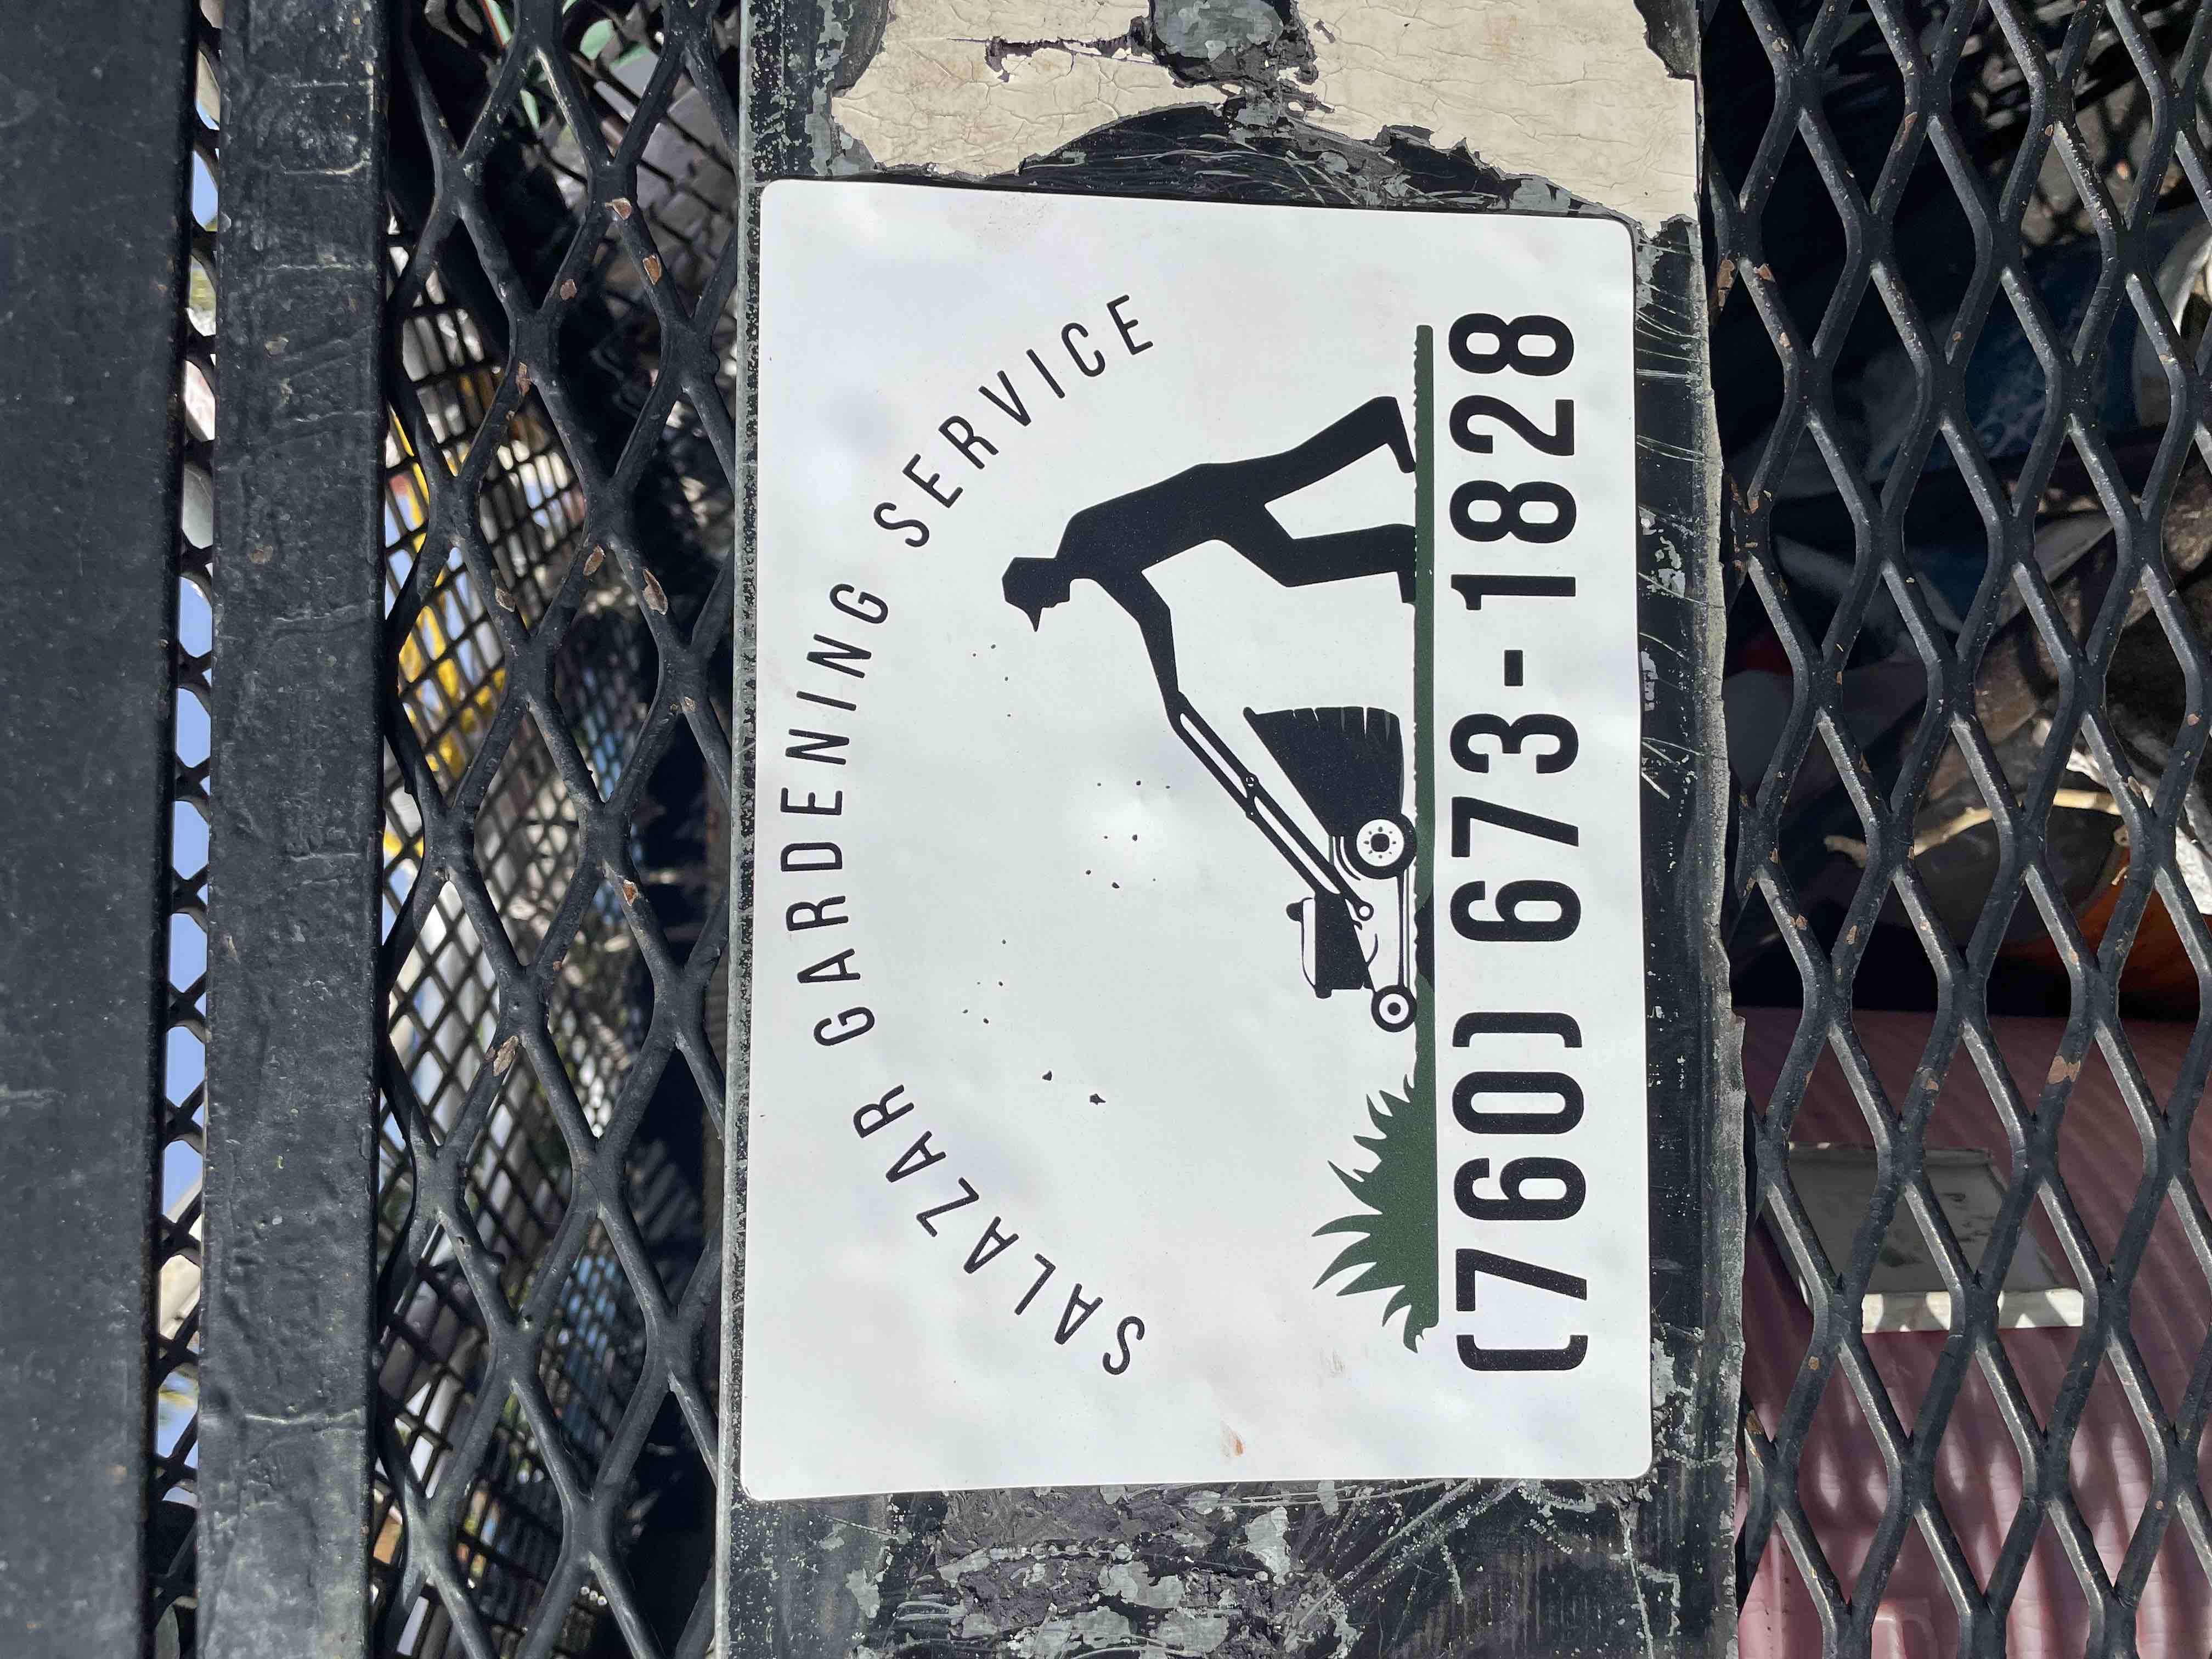 SALAZAR GARDENING SERVICE
(760) 673-1828